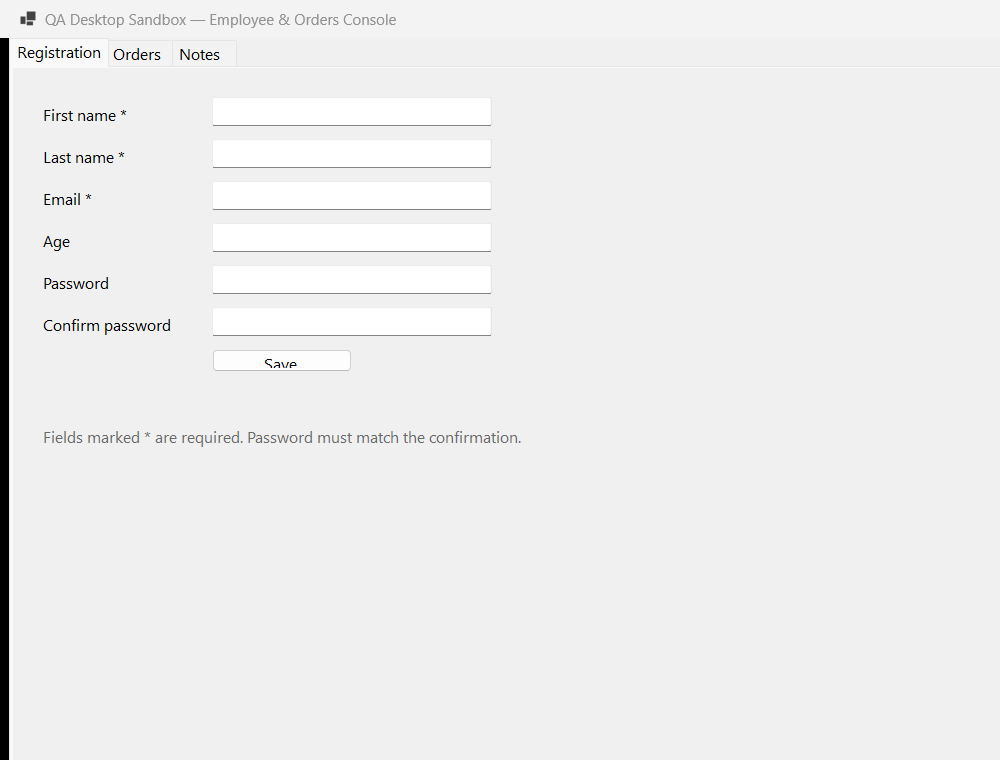 QA Desktop Sandbox — Employee & Orders Console
Registration Orders Notes
First name *
Last name *
Email *
Age
Password
Confirm password
Save
Fields marked * are required. Password must match the confirmation.